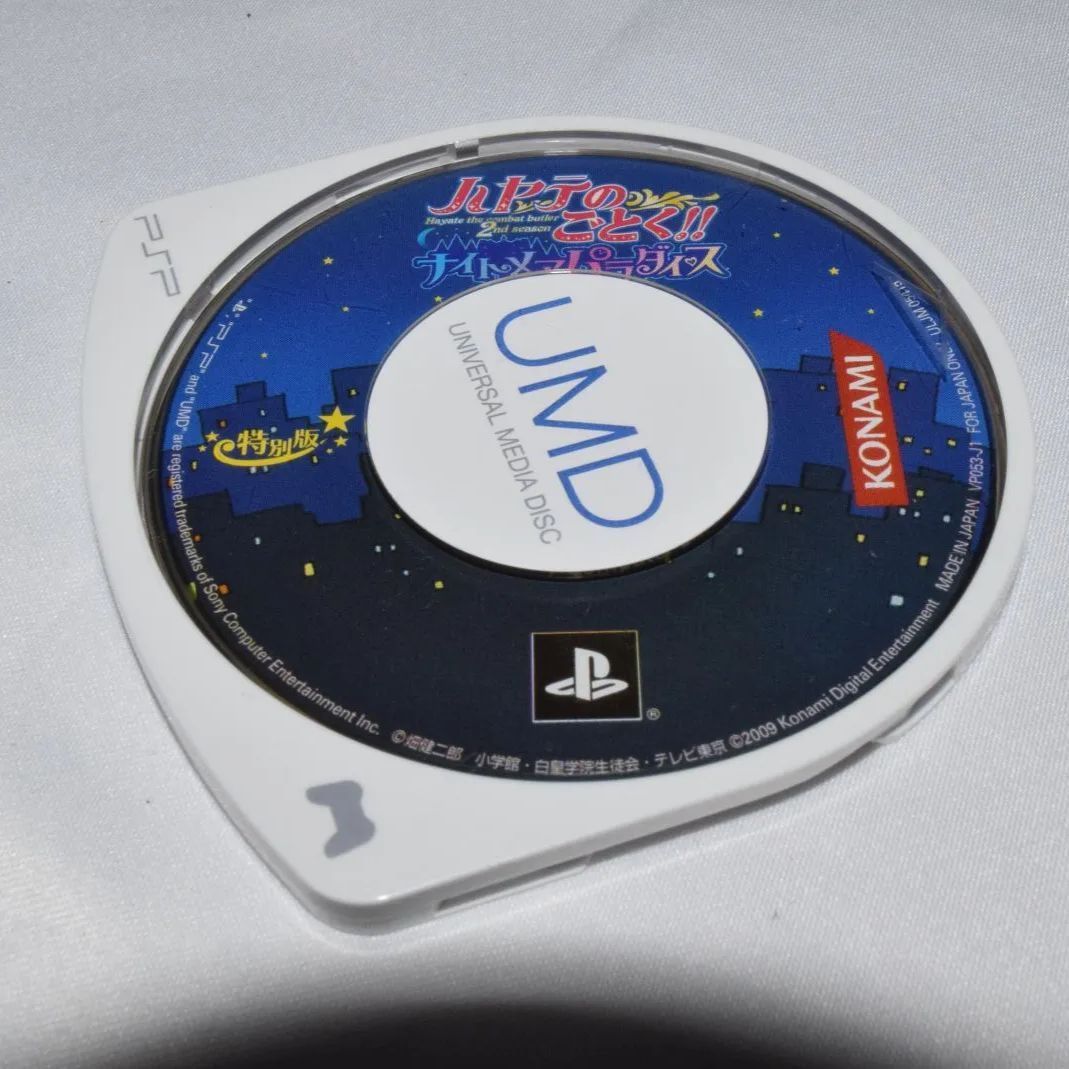 PSP
ハヤテのごとく!!
Hayate the combat butler
2nd season
ナイトメアパラダイス
UMD
UNIVERSAL MEDIA DISC
KONAMI
特別版
and "UMD" are registered trademarks of Sony Computer Entertainment Inc.
©畑健二郎 小学館・白皇学院生徒会・テレビ東京 ©2009 Konami Digital Entertainment
MADE IN JAPAN VP053-J1 FOR JAPAN ONLY